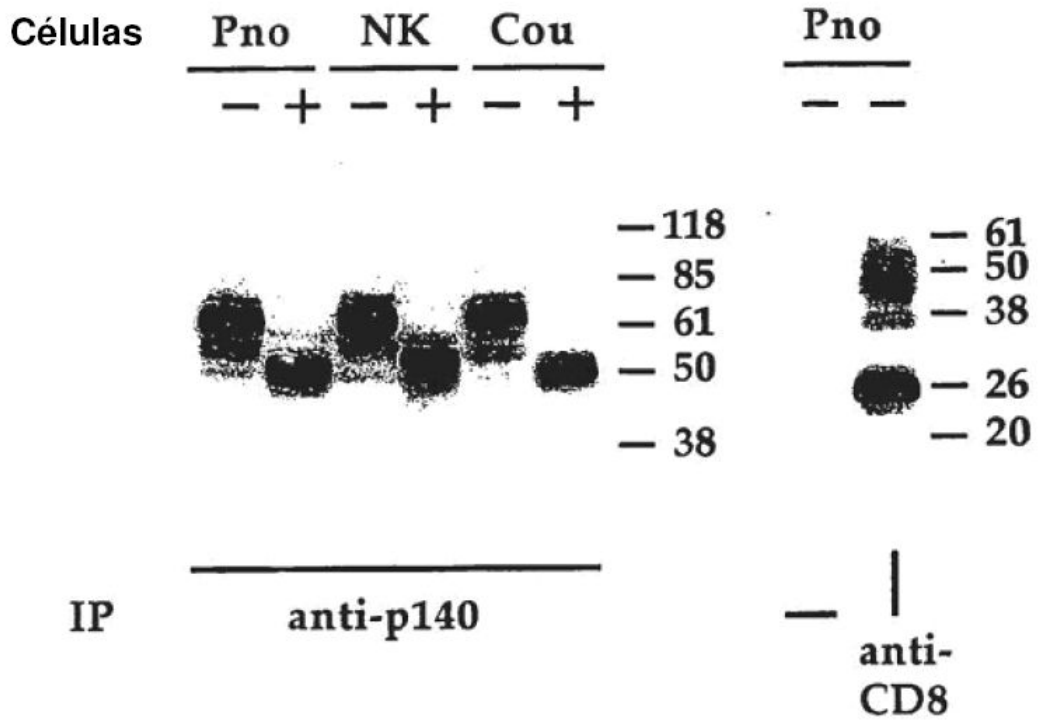 Células Pno NK Cou Pno
− + − + − + − −
118
85
61
50
38
61
50
38
26
20
IP anti-p140 — anti-
CD8